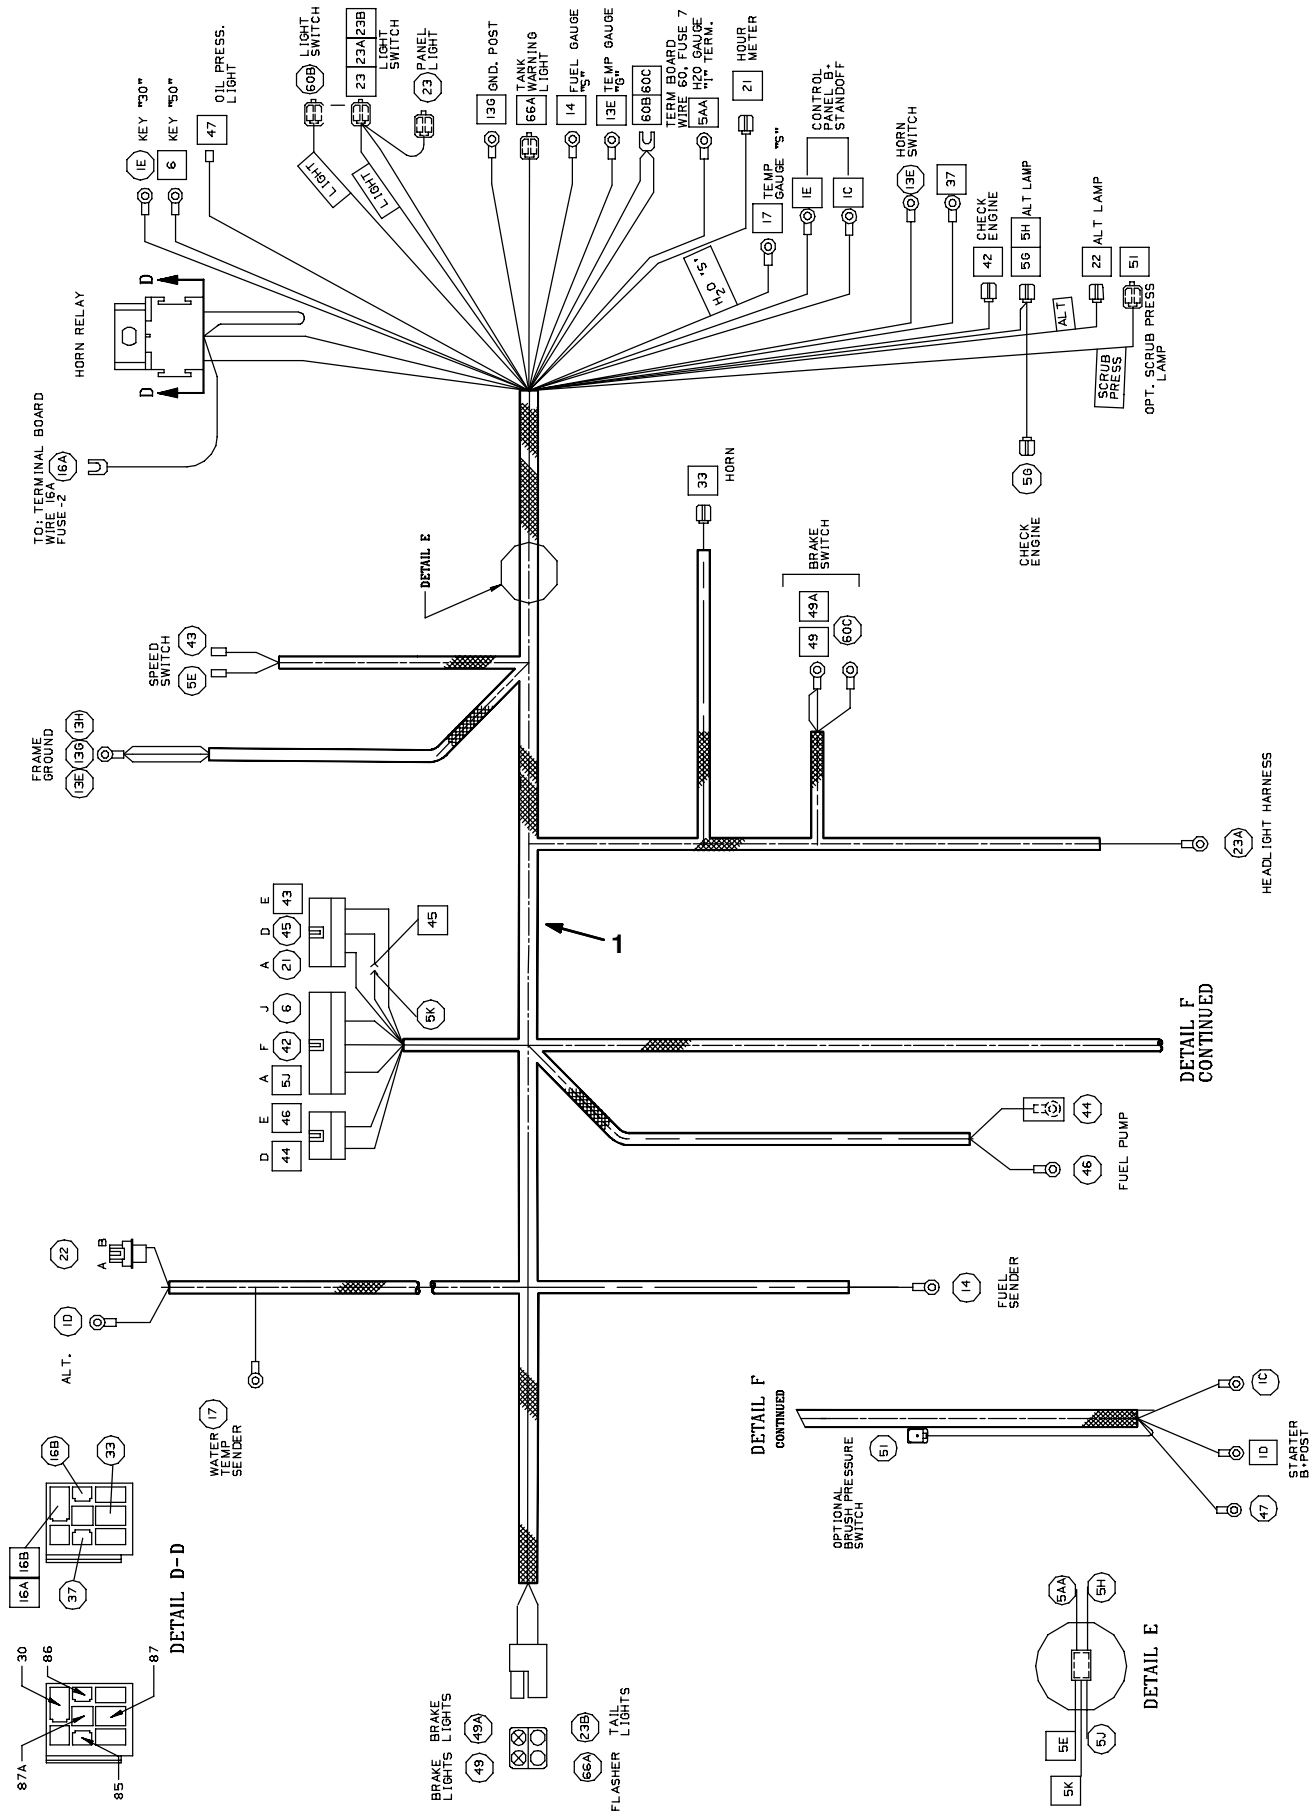 1E
KEY "30"
6
KEY "50"
47
OIL PRESS.
LIGHT
60B
LIGHT
SWITCH
23
23A
23B
LIGHT
SWITCH
23
PANEL
LIGHT
LIGHT
LIGHT
13G
GND. POST
66A
TANK
WARNING
LIGHT
14
FUEL GAUGE
"S"
13E
TEMP GAUGE
"G"
60B
60C
TERM BOARD
WIRE 60, FUSE 7
5AA
H2O GAUGE
"I" TERM.
21
HOUR
METER
17
TEMP
GAUGE "S"
H2O 'S'
1E
1C
CONTROL
PANEL B+
STANDOFF
13E
HORN
SWITCH
37
42
CHECK
ENGINE
5G
5H
ALT LAMP
22
ALT LAMP
51
ALT
SCRUB
PRESS
OPT. SCRUB PRESS
LAMP
5G
CHECK
ENGINE
HORN RELAY
D
D
TO: TERMINAL BOARD
WIRE 16A
FUSE-2
16A
DETAIL E
33
HORN
49
49A
60C
BRAKE
SWITCH
SPEED
SWITCH
5E
43
FRAME
GROUND
13E
13G
13H
23A
HEADLIGHT HARNESS
1
D
E
A
F
J
A
D
E
44
46
5J
42
6
21
45
43
5K
45
DETAIL F
CONTINUED
46
44
FUEL PUMP
22
A
B
ALT.
1D
17
WATER
TEMP
SENDER
14
FUEL
SENDER
DETAIL F
CONTINUED
51
OPTIONAL
BRUSH PRESSURE
SWITCH
47
1D
1C
STARTER
B+POST
16A
16B
16B
37
33
DETAIL D-D
87A
30
86
85
87
BRAKE
LIGHTS
BRAKE
LIGHTS
49
49A
66A
23B
FLASHER
TAIL
LIGHTS
5AA
5H
5E
5K
5J
DETAIL E